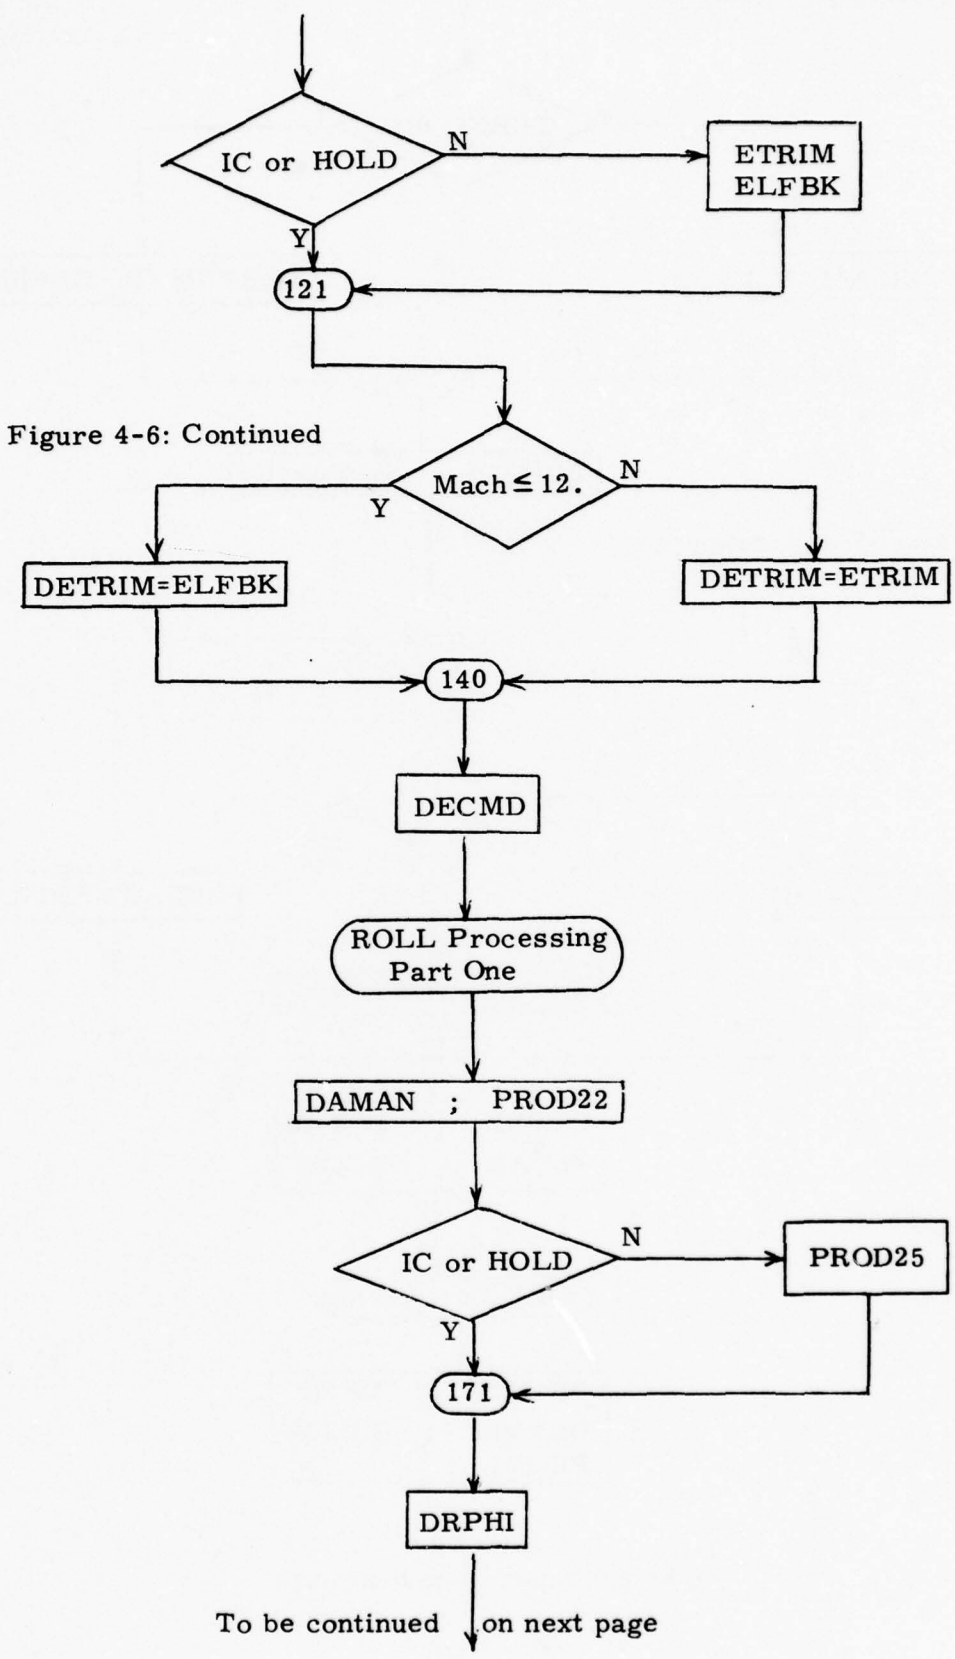 IC or HOLD
N
ETRIM
ELFBK
Y
121
Figure 4-6: Continued
Mach ≦ 12.
N
Y
DETRIM=ELFBK
DETRIM=ETRIM
140
DECMD
ROLL Processing
Part One
DAMAN ; PROD22
IC or HOLD
N
PROD25
Y
171
DRPHI
To be continued on next page